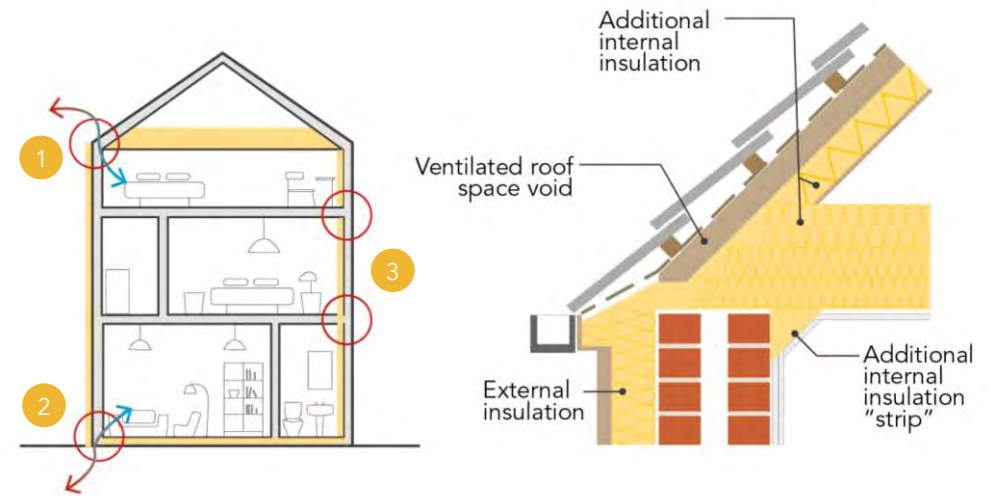 1
2
3
Additional
internal
insulation
Ventilated roof
space void
External
insulation
Additional
internal
insulation
“strip”